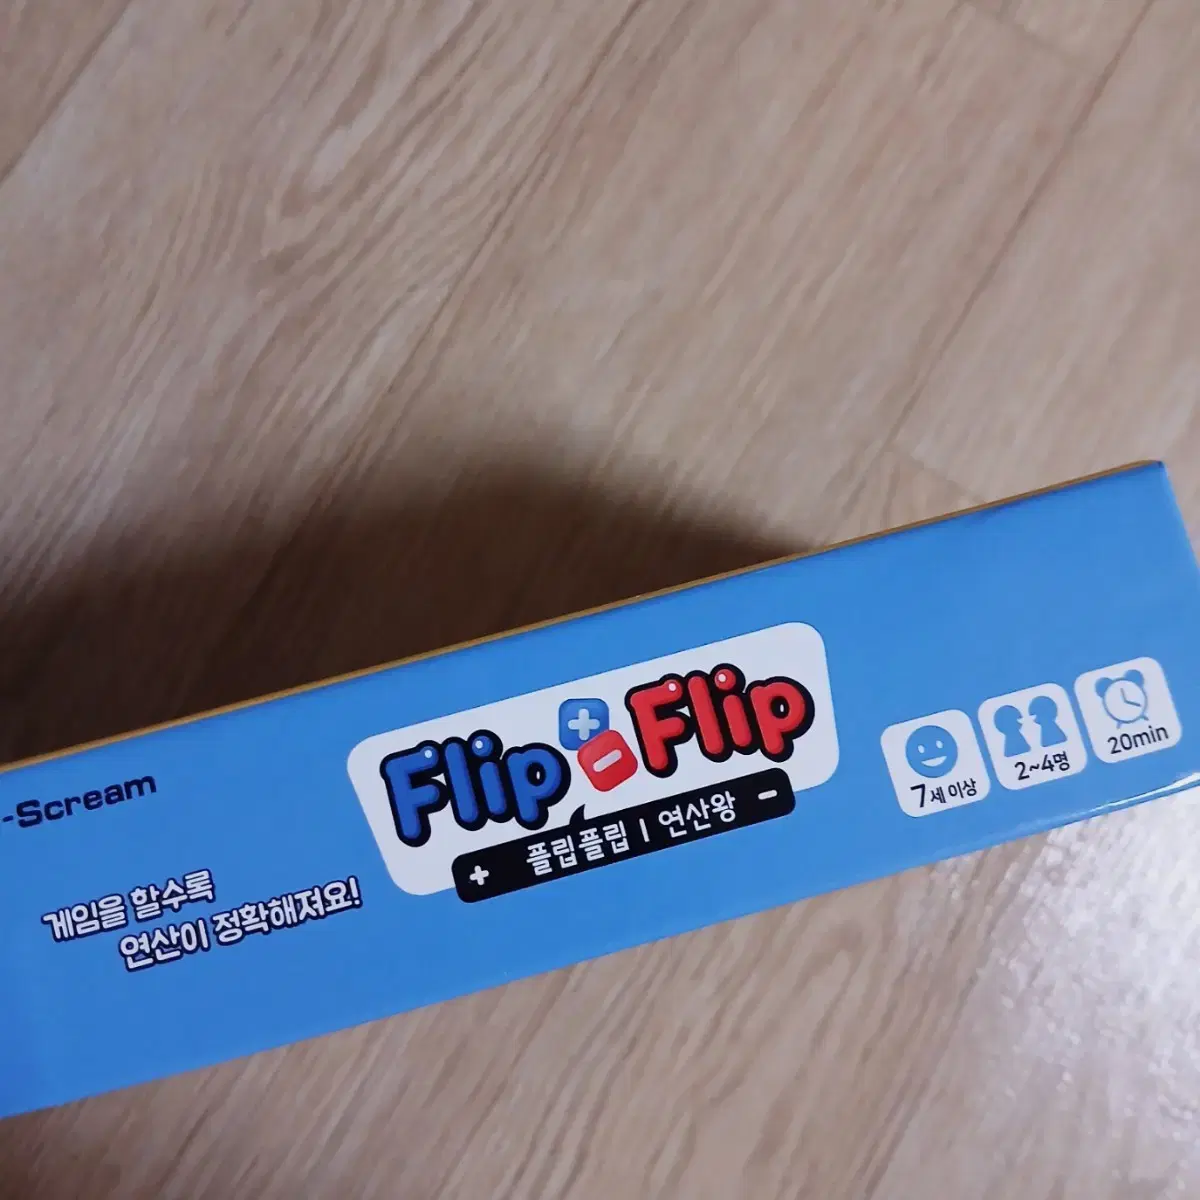 -Scream
게임을 할수록
연산이 정확해져요!
Flip + - Flip
+ 플립플립 | 연산왕 -
7세 이상
2~4명
20min